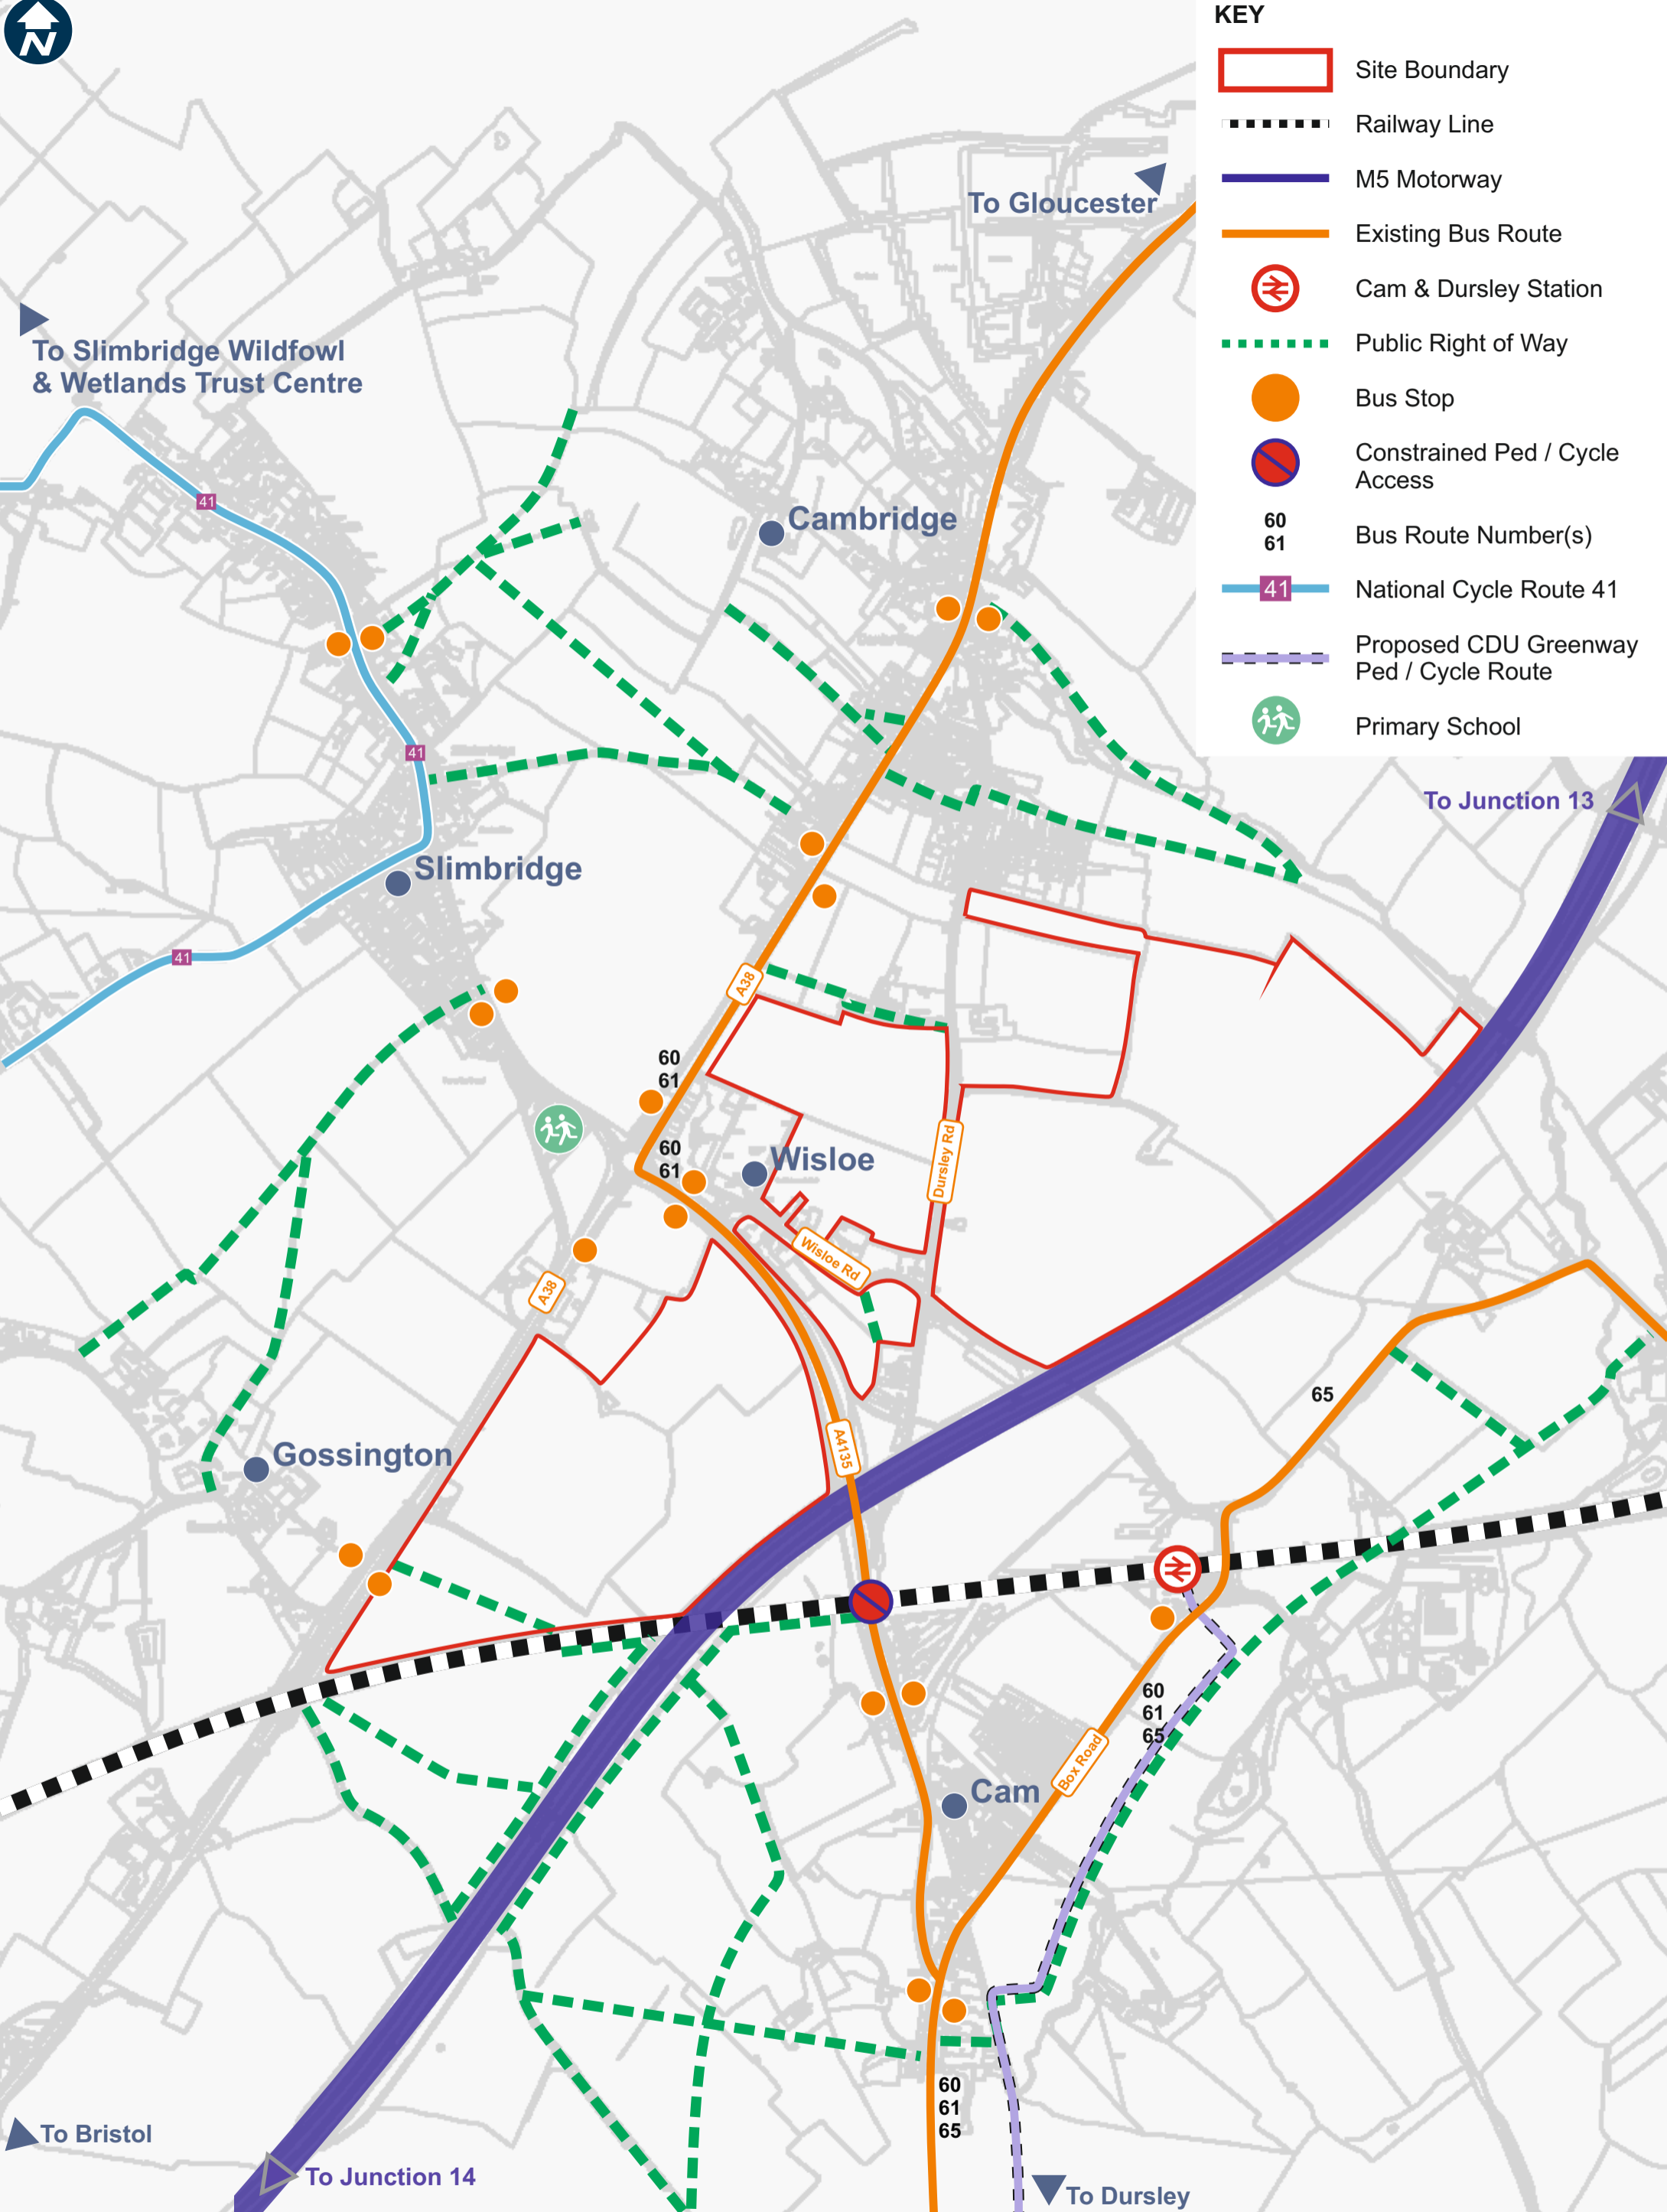 N
KEY
Site Boundary
Railway Line
M5 Motorway
Existing Bus Route
Cam & Dursley Station
Public Right of Way
Bus Stop
Constrained Ped / Cycle
Access
60
61
Bus Route Number(s)
41
National Cycle Route 41
Proposed CDU Greenway
Ped / Cycle Route
Primary School
To Gloucester
To Slimbridge Wildfowl
& Wetlands Trust Centre
41
Cambridge
41
To Junction 13
Slimbridge
41
A38
60
61
60
61
Wisloe
Dursley Rd
Wisloe Rd
A38
65
A4135
Gossington
60
61
65
Box Road
Cam
60
61
65
To Bristol
To Junction 14
To Dursley